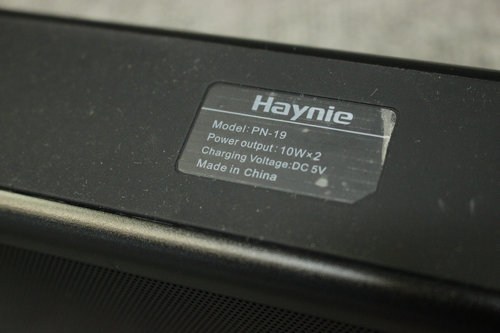 Haynie
Model: PN-19
Power output: 10W×2
Charging Voltage:DC 5V
Made in China